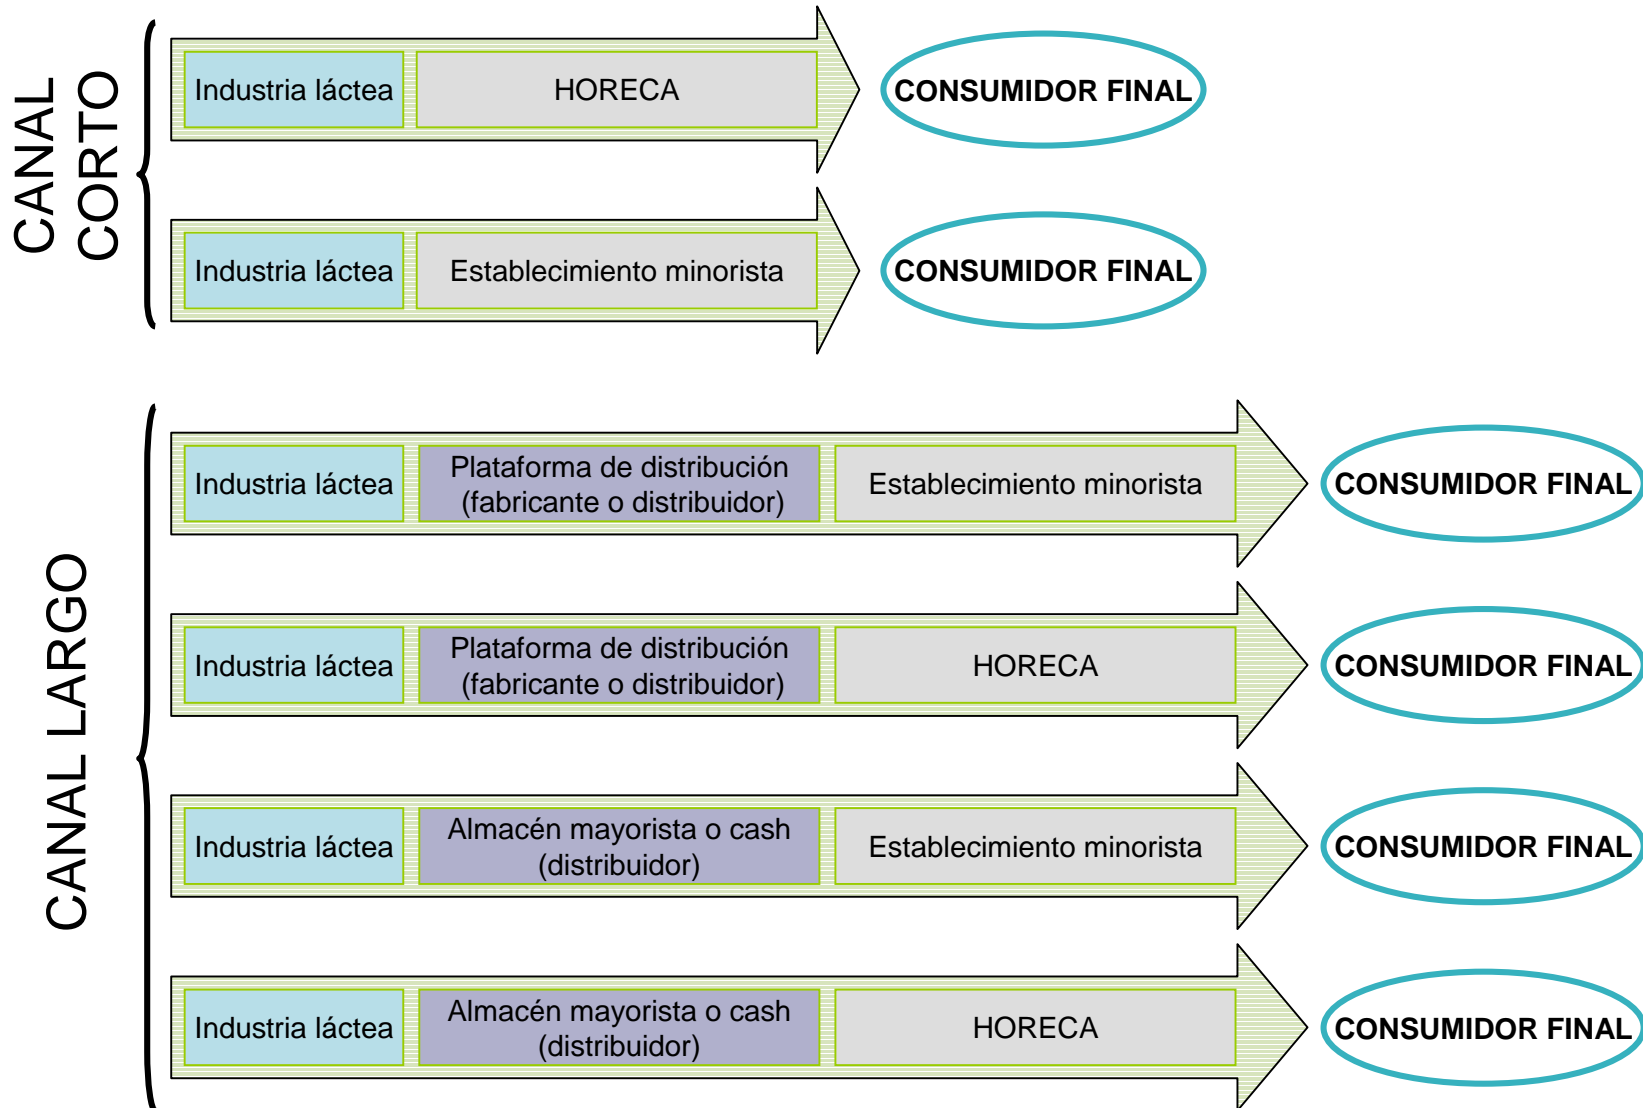 CANAL
CORTO
Industria láctea
HORECA
CONSUMIDOR FINAL
Industria láctea
Establecimiento minorista
CONSUMIDOR FINAL
CANAL LARGO
Industria láctea
Plataforma de distribución
(fabricante o distribuidor)
Establecimiento minorista
CONSUMIDOR FINAL
Industria láctea
Plataforma de distribución
(fabricante o distribuidor)
HORECA
CONSUMIDOR FINAL
Industria láctea
Almacén mayorista o cash
(distribuidor)
Establecimiento minorista
CONSUMIDOR FINAL
Industria láctea
Almacén mayorista o cash
(distribuidor)
HORECA
CONSUMIDOR FINAL